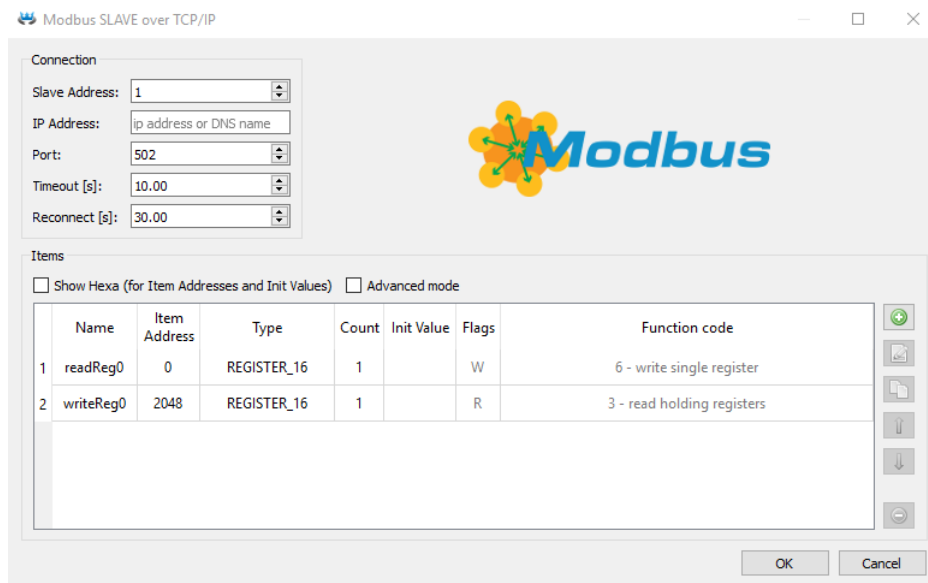 Modbus SLAVE over TCP/IP
Connection
Slave Address: 1
IP Address: ip address or DNS name
Port: 502
Timeout [s]: 10.00
Reconnect [s]: 30.00
Modbus
Items
Show Hexa (for Item Addresses and Init Values) Advanced mode
Name Item Address Type Count Init Value Flags Function code
1 readReg0 0 REGISTER_16 1 W 6 - write single register
2 writeReg0 2048 REGISTER_16 1 R 3 - read holding registers
OK Cancel